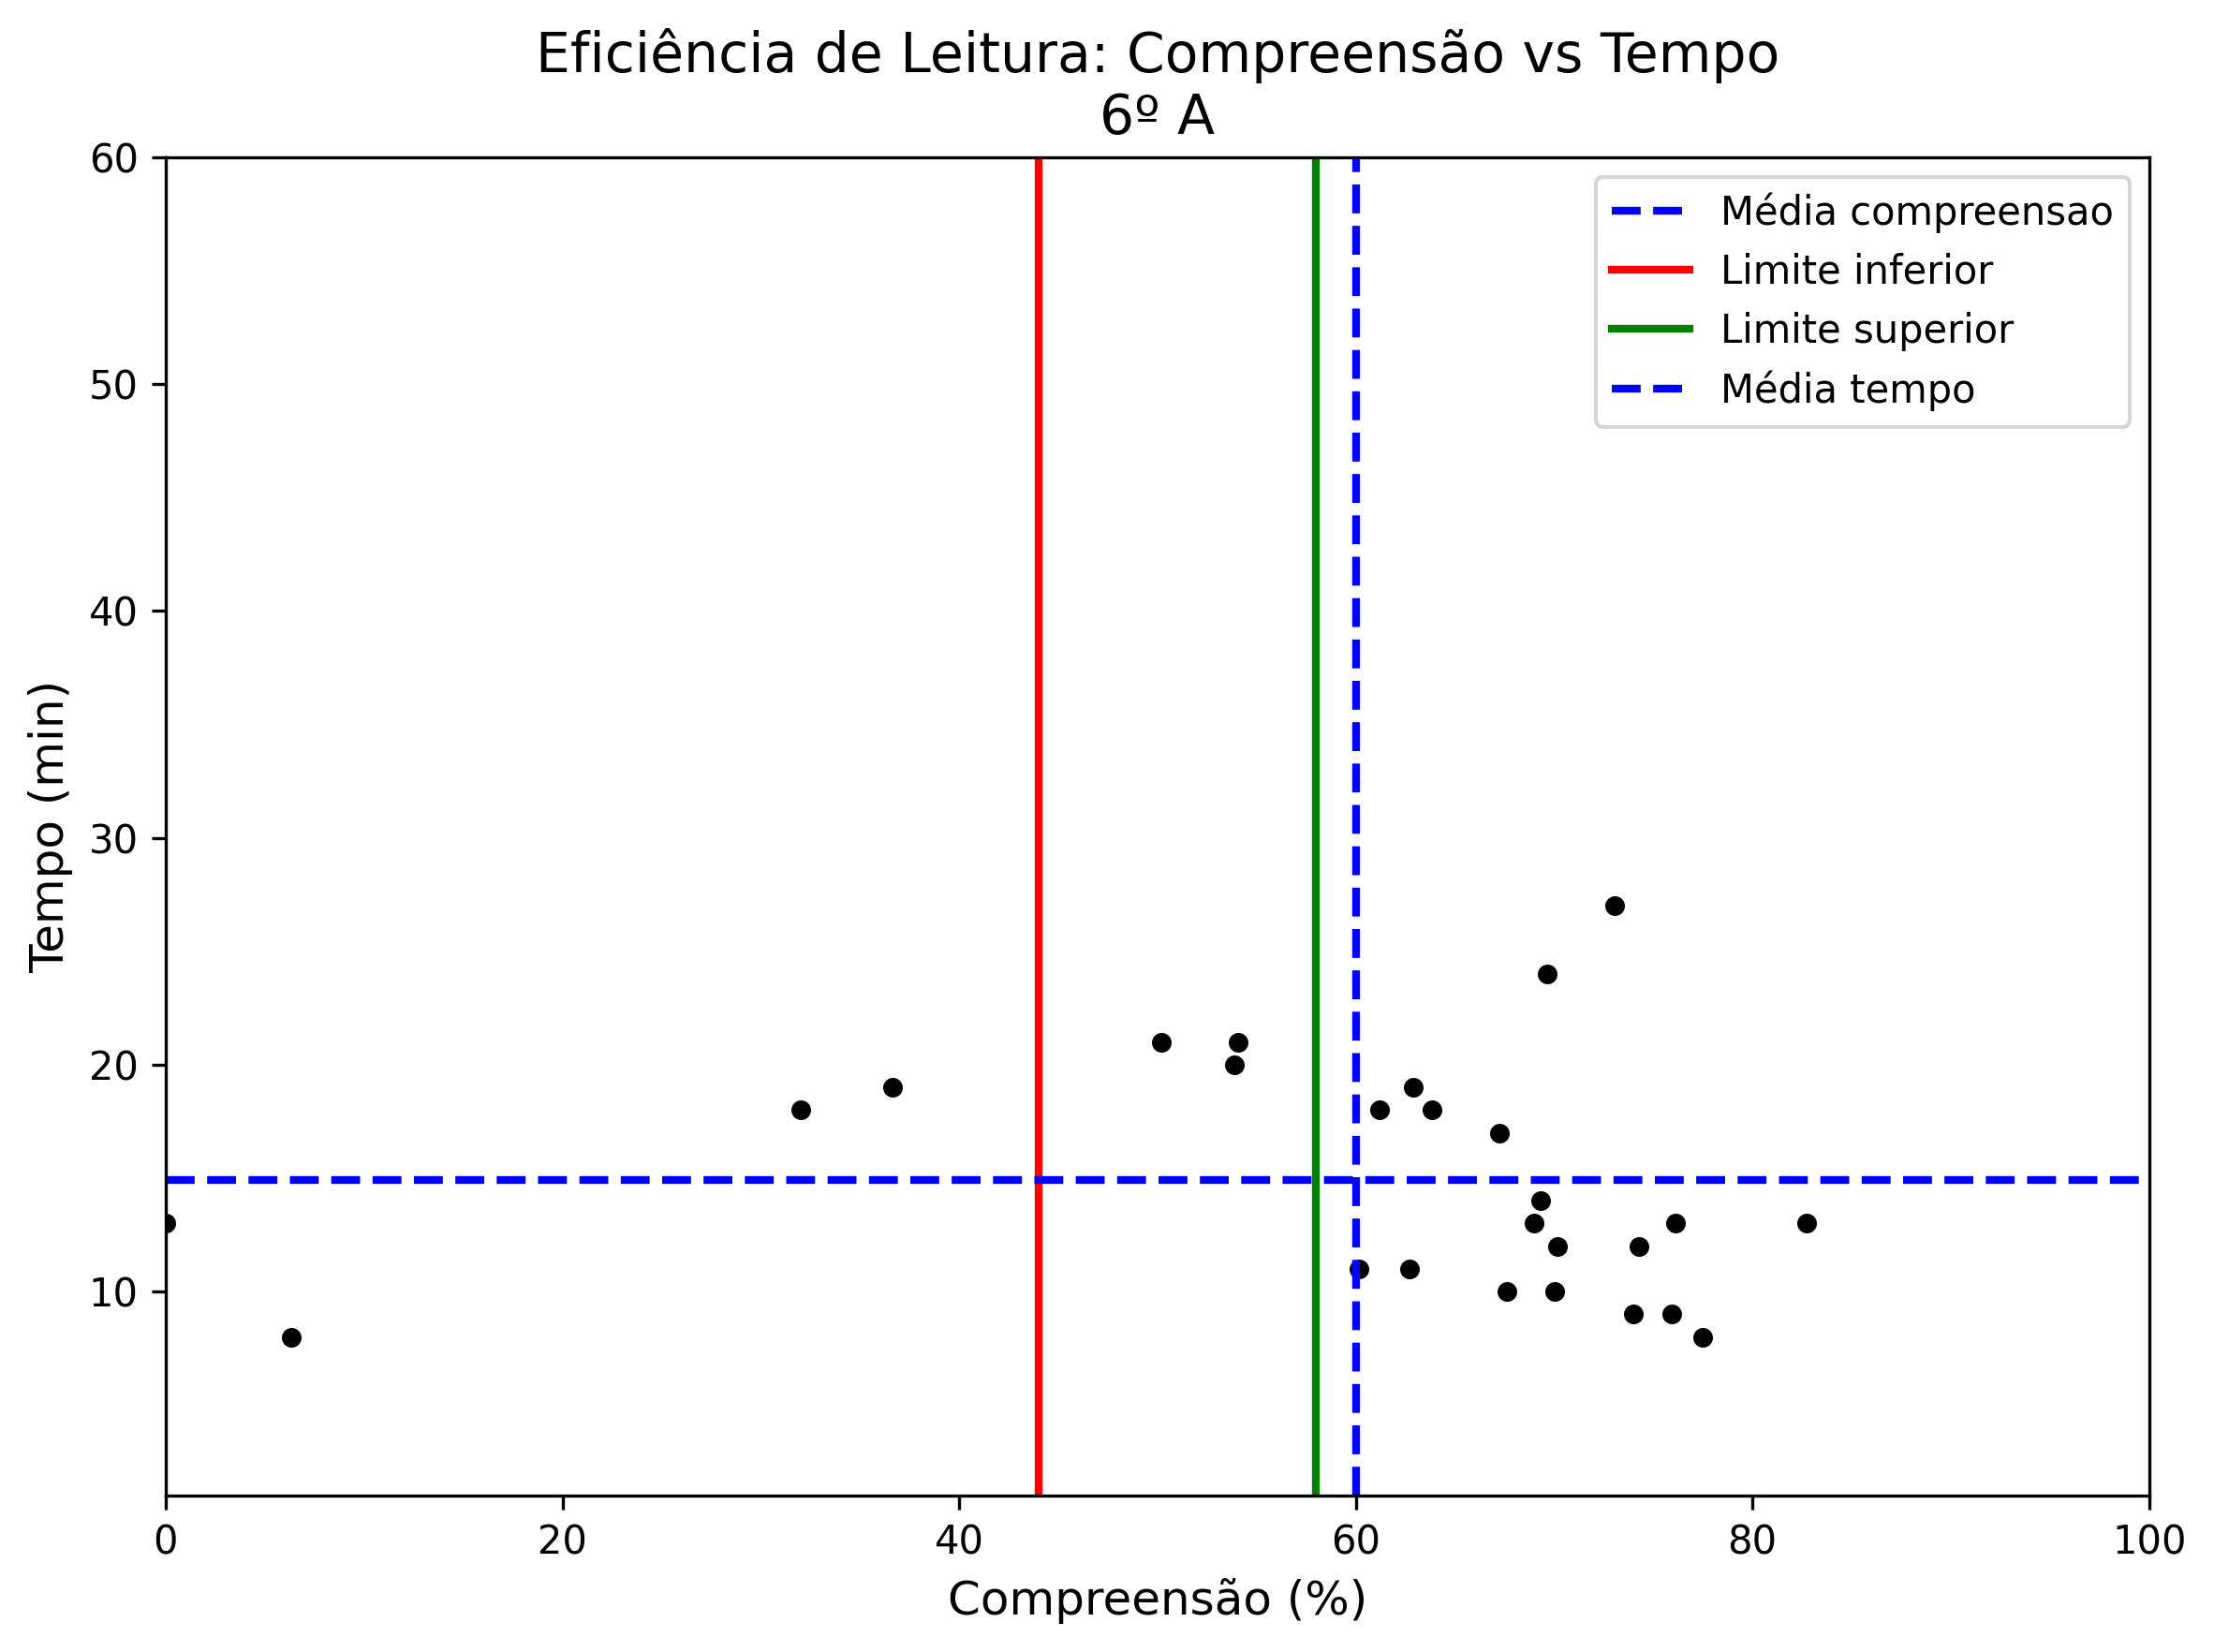 Eficiência de Leitura: Compreensão vs Tempo
6º A
Média compreensao
Limite inferior
Limite superior
Média tempo
60
50
40
30
20
10
Tempo (min)
0
20
40
60
80
100
Compreensão (%)